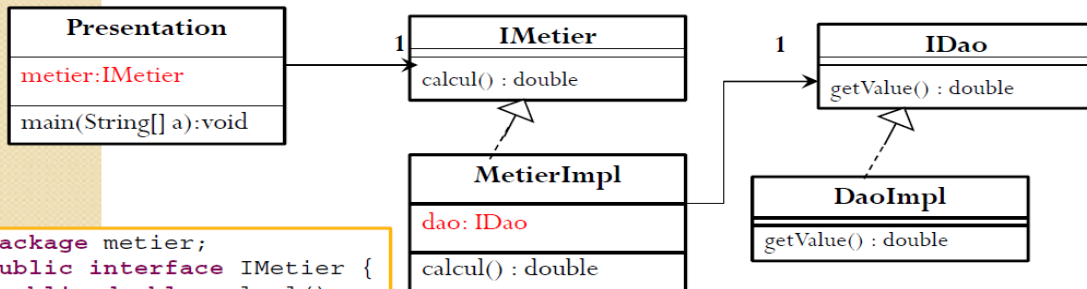 Presentation
metier:IMetier
main(String[] a):void
1
IMetier
calcul() : double
1
IDao
getValue() : double
MetierImpl
dao: IDao
calcul() : double
DaoImpl
getValue() : double
ackage metier;
ublic interface IMetier {